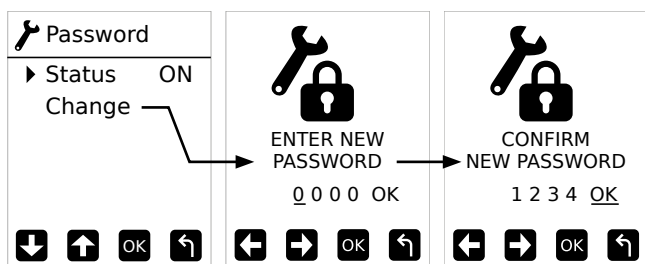 Password
Status ON
Change
OK
ENTER NEW
PASSWORD
0 0 0 0 OK
OK
CONFIRM
NEW PASSWORD
1 2 3 4 OK
OK